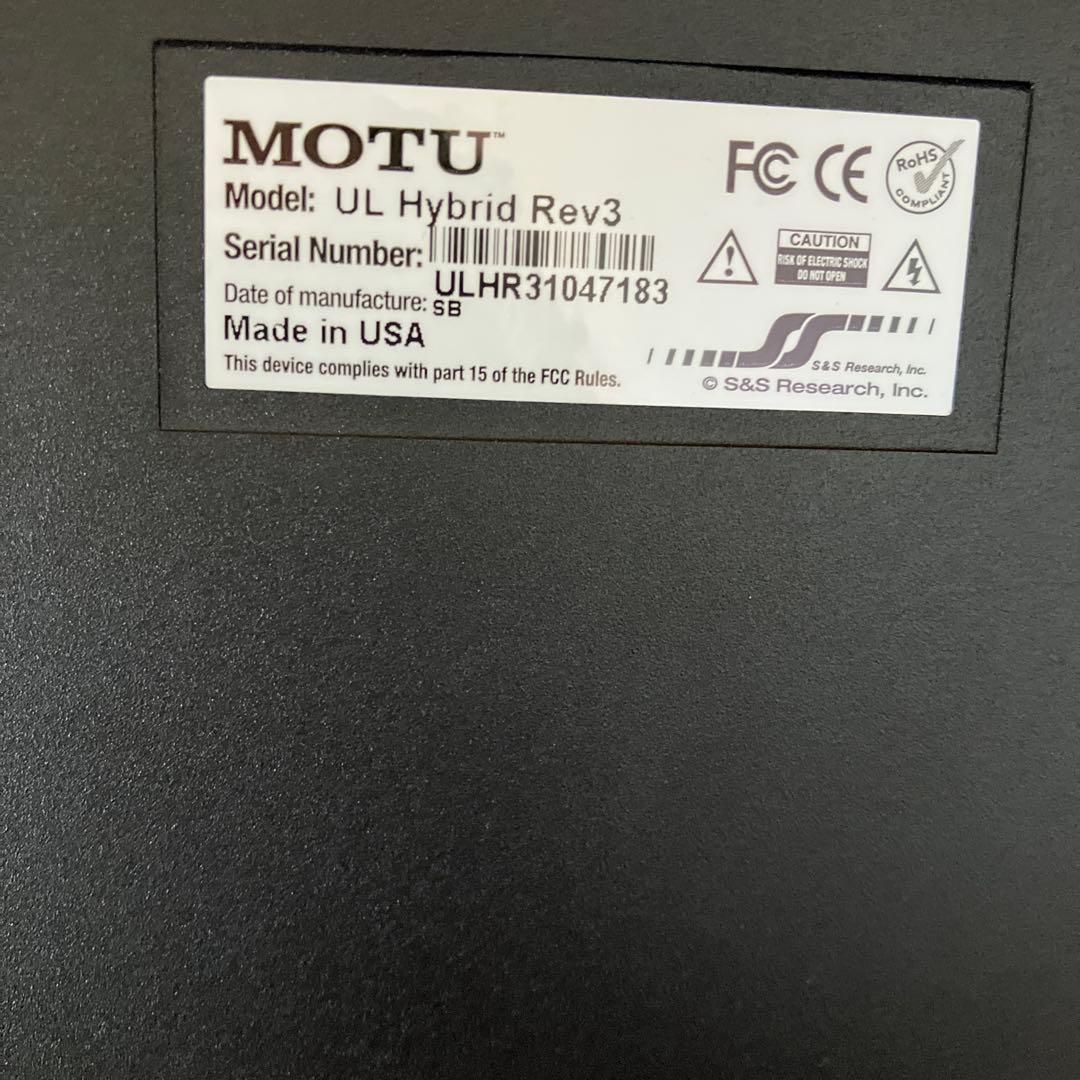 MOTU™
Model: UL Hybrid Rev3
Serial Number:
ULHR31047183
Date of manufacture: SB
Made in USA
This device complies with part 15 of the FCC Rules.
FC CE
RoHS COMPLIANT
CAUTION
RISK OF ELECTRIC SHOCK
DO NOT OPEN
S&S Research, Inc.
© S&S Research, Inc.